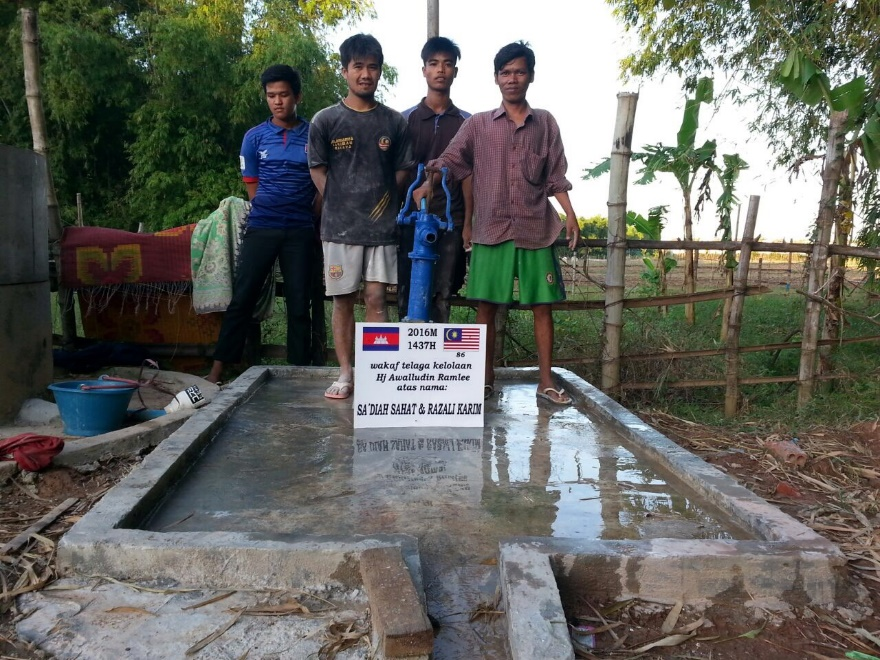 2016M
1437H
86
wakaf telaga kelolaan
Hj Awalludin Ramlee
atas nama:
SA'DIAH SAHAT & RAZALI KARIM